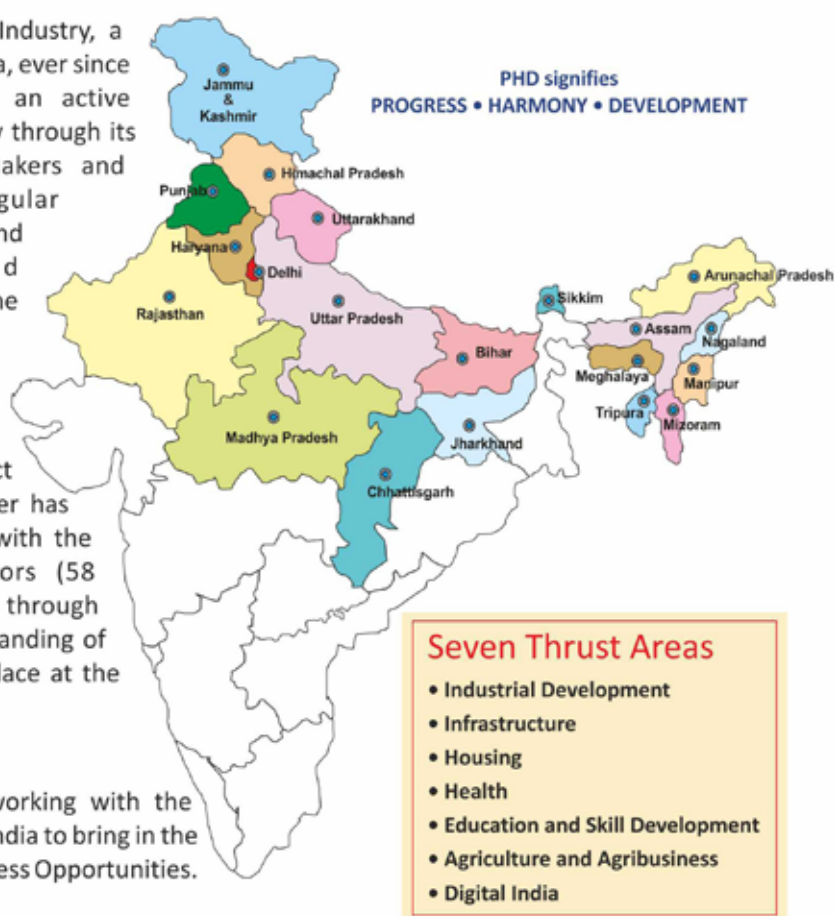 Industry, a
a, ever since
an active
y through its
akers and
gular
nd
d
ne
ct
er has
with the
ors (58
through
anding of
lace at the
working with the
ndia to bring in the
ess Opportunities.
PHD signifies
PROGRESS • HARMONY • DEVELOPMENT
Jammu
&
Kashmir
Himachal Pradesh
Punjab
Uttarakhand
Haryana
Delhi
Rajasthan
Uttar Pradesh
Bihar
Sikkim
Arunachal Pradesh
Assam
Nagaland
Meghalaya
Manipur
Tripura
Mizoram
Madhya Pradesh
Jharkhand
Chhattisgarh
Seven Thrust Areas
• Industrial Development
• Infrastructure
• Housing
• Health
• Education and Skill Development
• Agriculture and Agribusiness
• Digital India